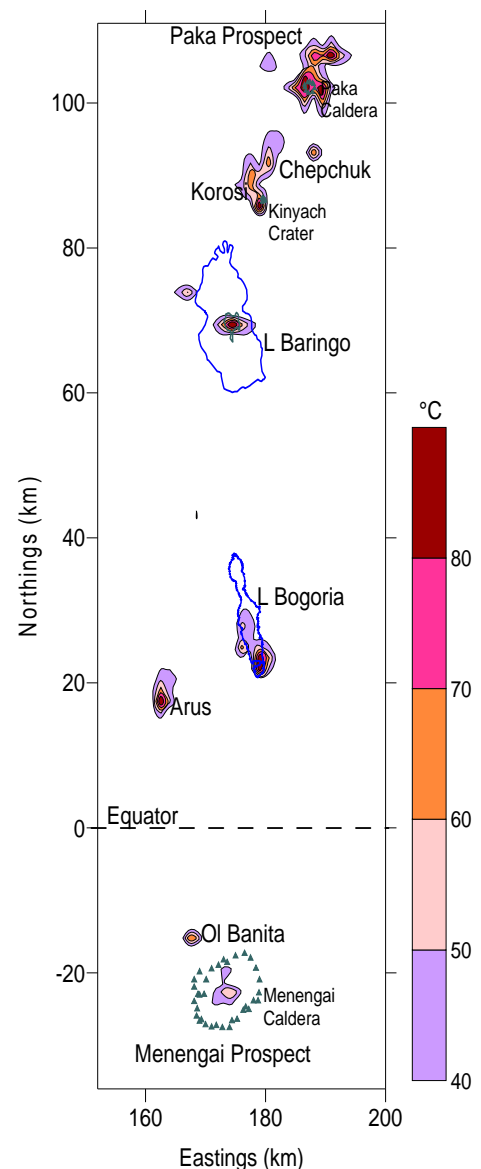 Paka Prospect
100
Paka
Caldera
Chepchuk
Korosi
Kinyach
Crater
80
L Baringo
60
°C
Northings (km)
40
80
L Bogoria
70
20
Arus
60
Equator
0
50
Ol Banita
-20
Menengai
Caldera
Menengai Prospect
40
160
180
200
Eastings (km)